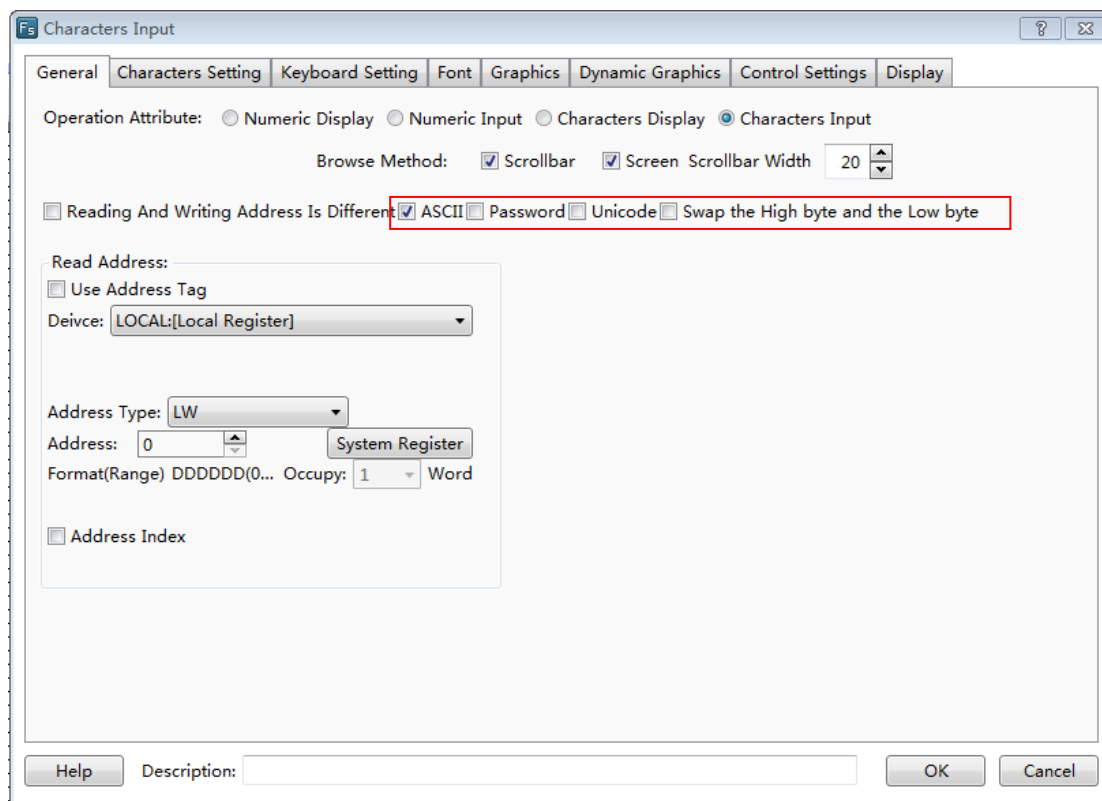 Fs Characters Input
General Characters Setting Keyboard Setting Font Graphics Dynamic Graphics Control Settings Display
Operation Attribute: Numeric Display Numeric Input Characters Display Characters Input
Browse Method: Scrollbar Screen Scrollbar Width 20
Reading And Writing Address Is Different ASCII Password Unicode Swap the High byte and the Low byte
Read Address:
Use Address Tag
Deivce: LOCAL:[Local Register]
Address Type: LW
Address: 0 System Register
Format(Range) DDDDDD(0... Occupy: 1 Word
Address Index
Help Description: OK Cancel